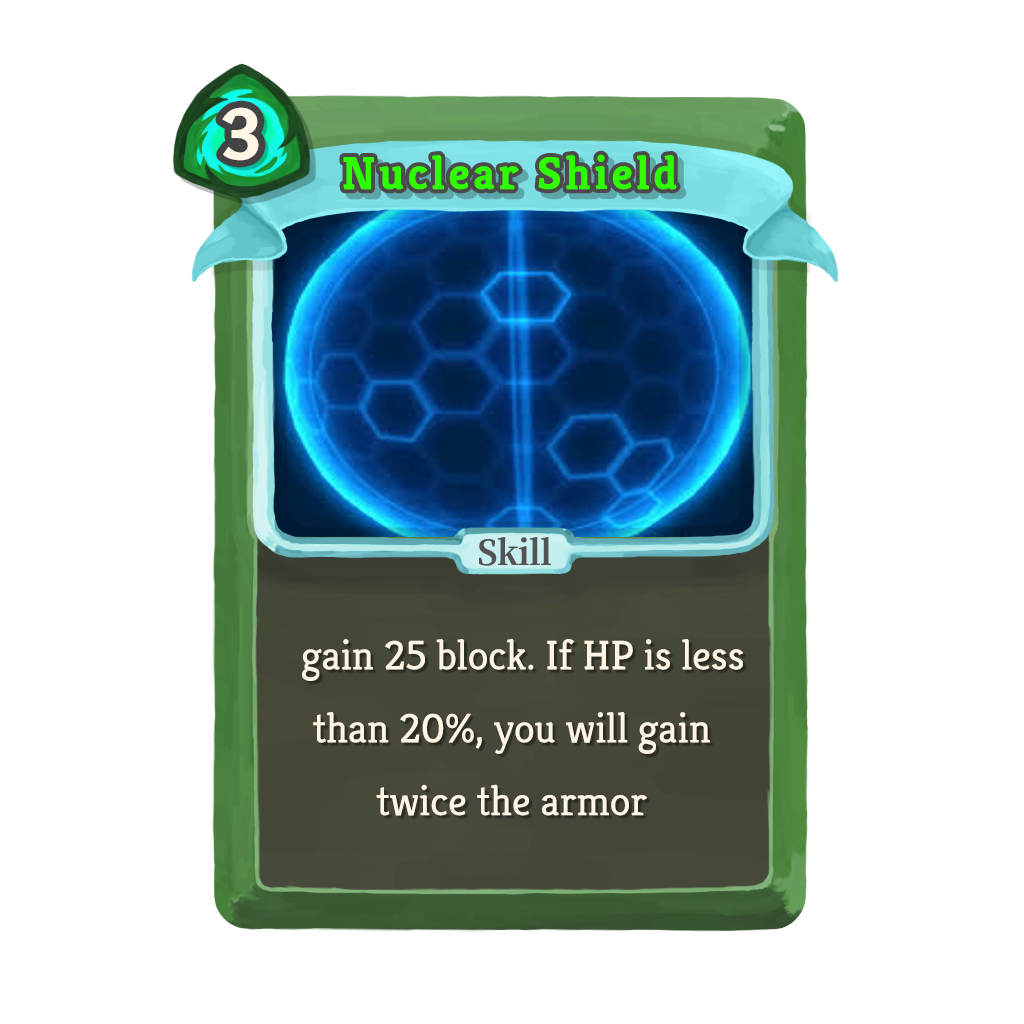 3
Nuclear Shield
Skill
gain 25 block. If HP is less
than 20%, you will gain
twice the armor